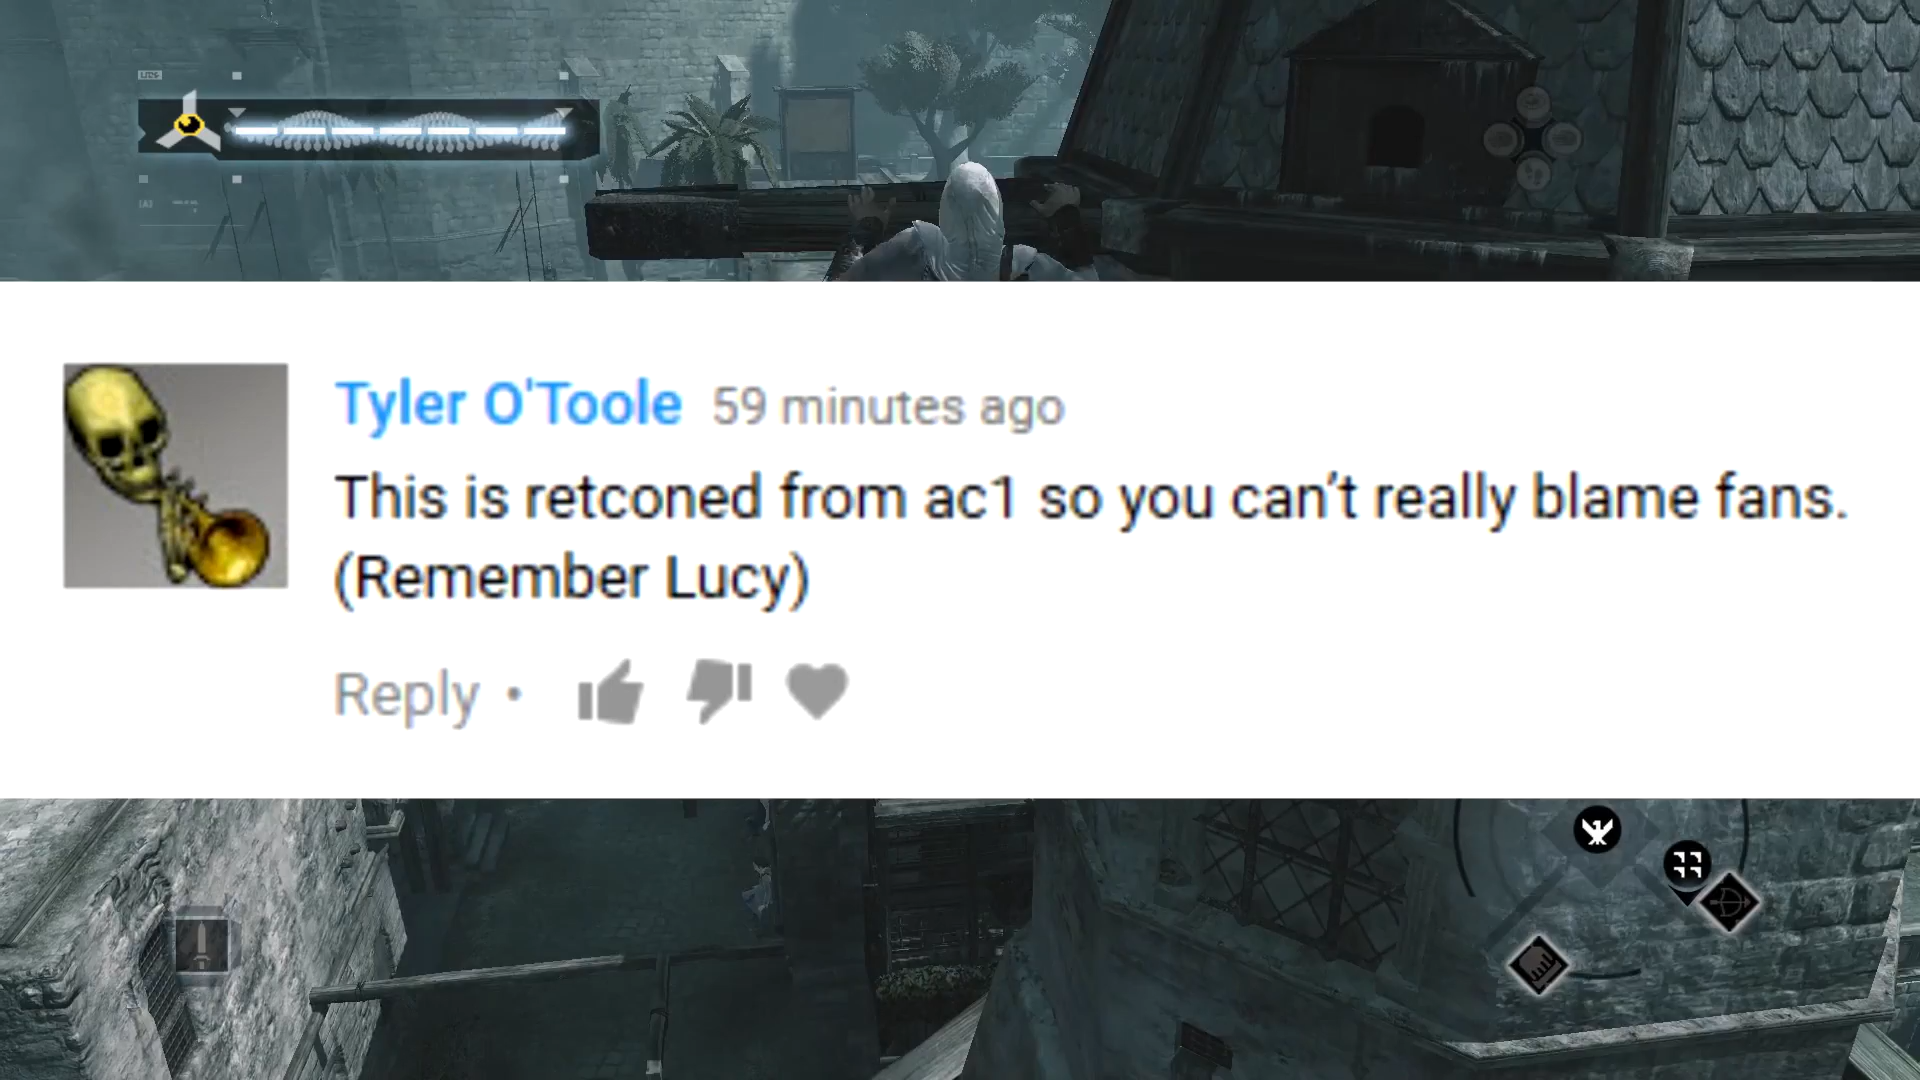 Tyler O'Toole 59 minutes ago
This is retconed from ac1 so you can't really blame fans.
(Remember Lucy)
Reply •